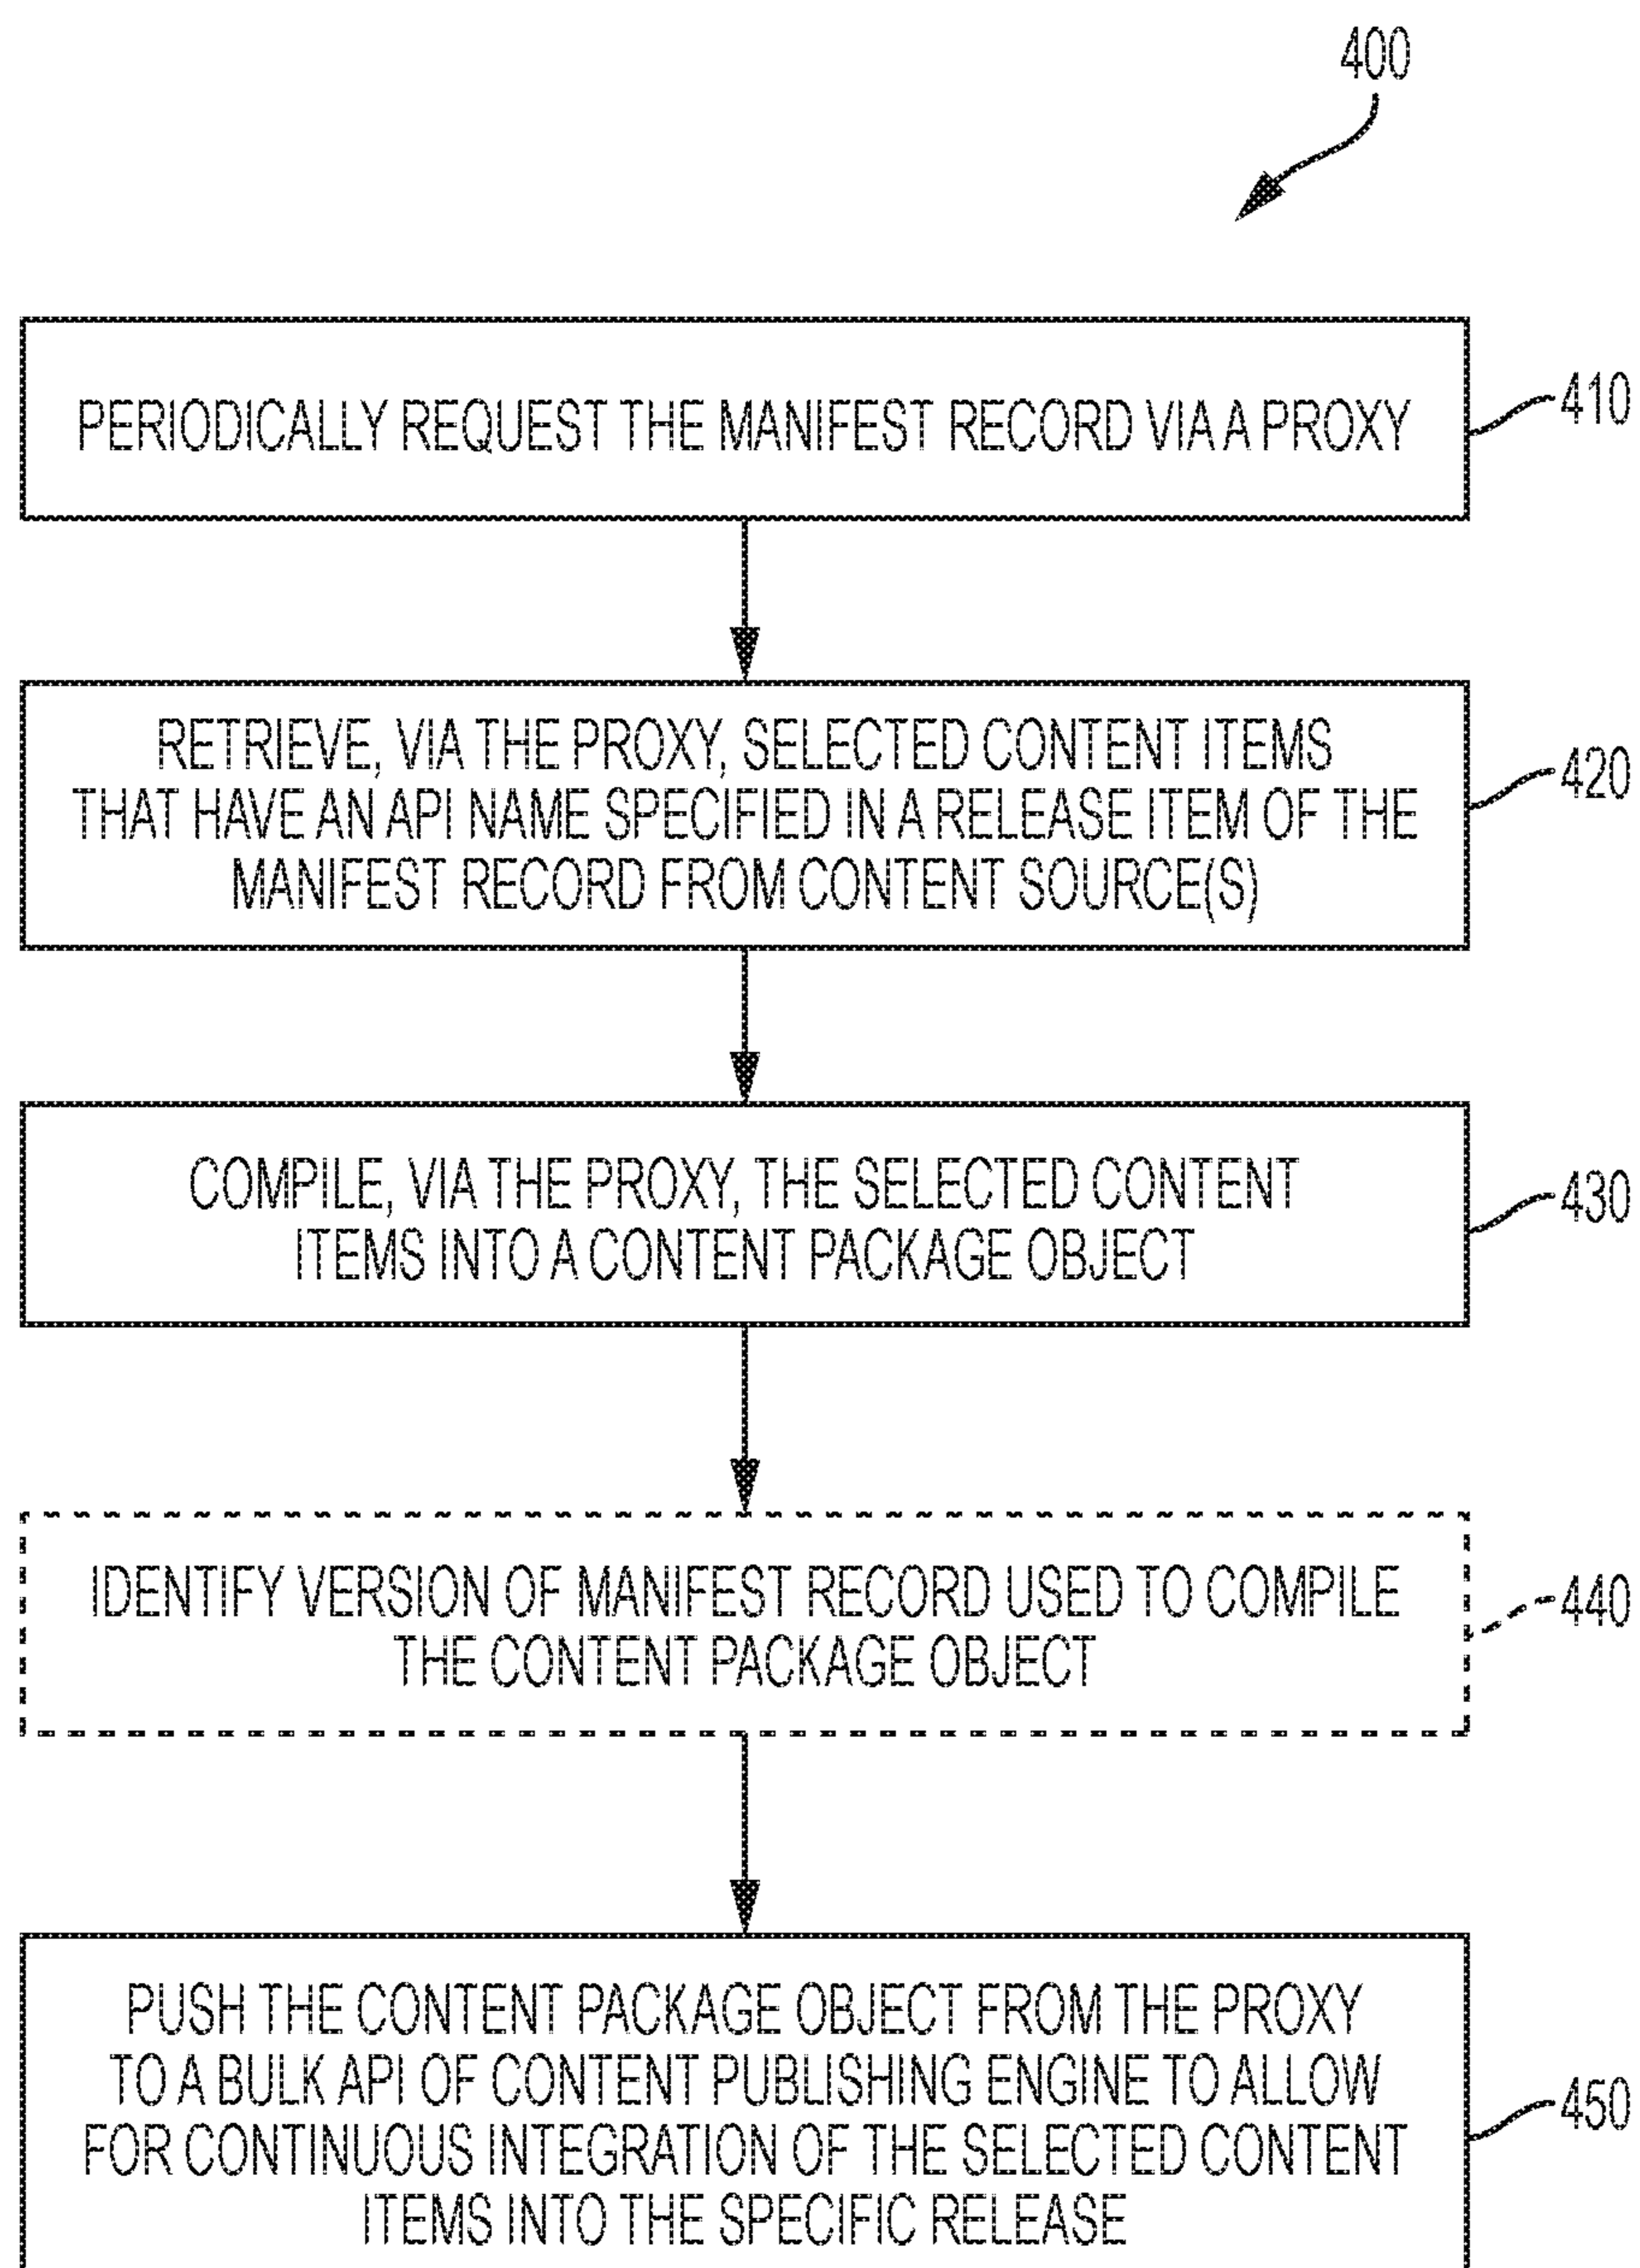 400
PERIODICALLY REQUEST THE MANIFEST RECORD VIA A PROXY
410
RETRIEVE, VIA THE PROXY, SELECTED CONTENT ITEMS
THAT HAVE AN API NAME SPECIFIED IN A RELEASE ITEM OF THE
MANIFEST RECORD FROM CONTENT SOURCE(S)
420
COMPILE, VIA THE PROXY, THE SELECTED CONTENT
ITEMS INTO A CONTENT PACKAGE OBJECT
430
IDENTIFY VERSION OF MANIFEST RECORD USED TO COMPILE
THE CONTENT PACKAGE OBJECT
440
PUSH THE CONTENT PACKAGE OBJECT FROM THE PROXY
TO A BULK API OF CONTENT PUBLISHING ENGINE TO ALLOW
FOR CONTINUOUS INTEGRATION OF THE SELECTED CONTENT
ITEMS INTO THE SPECIFIC RELEASE
450